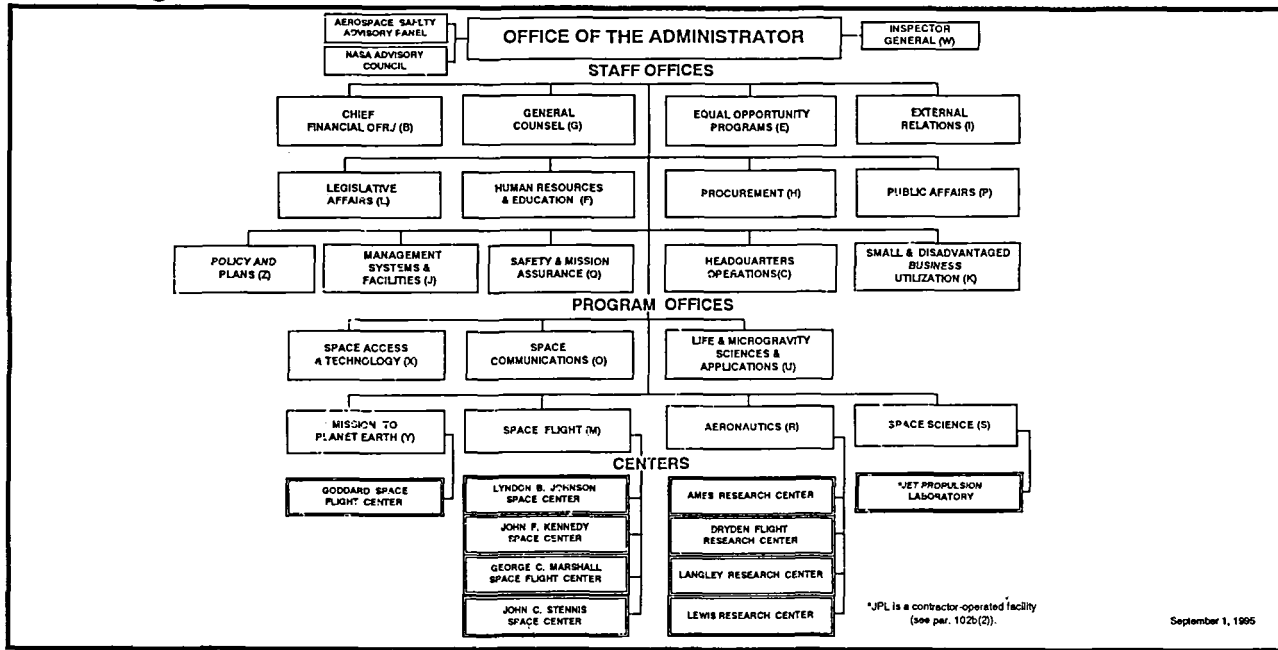 AEROSPACE SAFETY
ADVISORY PANEL
NASA ADVISORY
COUNCIL
OFFICE OF THE ADMINISTRATOR
INSPECTOR
GENERAL (W)
STAFF OFFICES
CHIEF
FINANCIAL OFR./ (B)
GENERAL
COUNSEL (G)
EQUAL OPPORTUNITY
PROGRAMS (E)
EXTERNAL
RELATIONS (I)
LEGISLATIVE
AFFAIRS (L)
HUMAN RESOURCES
& EDUCATION (F)
PROCUREMENT (H)
PUBLIC AFFAIRS (P)
POLICY AND
PLANS (Z)
MANAGEMENT
SYSTEMS &
FACILITIES (J)
SAFETY & MISSION
ASSURANCE (Q)
HEADQUARTERS
OPERATIONS(C)
SMALL & DISADVANTAGED
BUSINESS
UTILIZATION (K)
PROGRAM OFFICES
SPACE ACCESS
& TECHNOLOGY (X)
SPACE
COMMUNICATIONS (O)
LIFE & MICROGRAVITY
SCIENCES &
APPLICATIONS (U)
MISSION TO
PLANET EARTH (Y)
SPACE FLIGHT (M)
AERONAUTICS (R)
SPACE SCIENCE (S)
CENTERS
GODDARD SPACE
FLIGHT CENTER
LYNDON B. JOHNSON
SPACE CENTER
JOHN F. KENNEDY
SPACE CENTER
GEORGE C. MARSHALL
SPACE FLIGHT CENTER
JOHN C. STENNIS
SPACE CENTER
AMES RESEARCH CENTER
DRYDEN FLIGHT
RESEARCH CENTER
LANGLEY RESEARCH CENTER
LEWIS RESEARCH CENTER
*JET PROPULSION
LABORATORY
*JPL is a contractor-operated facility
(see par. 102b(2)).
September 1, 1995